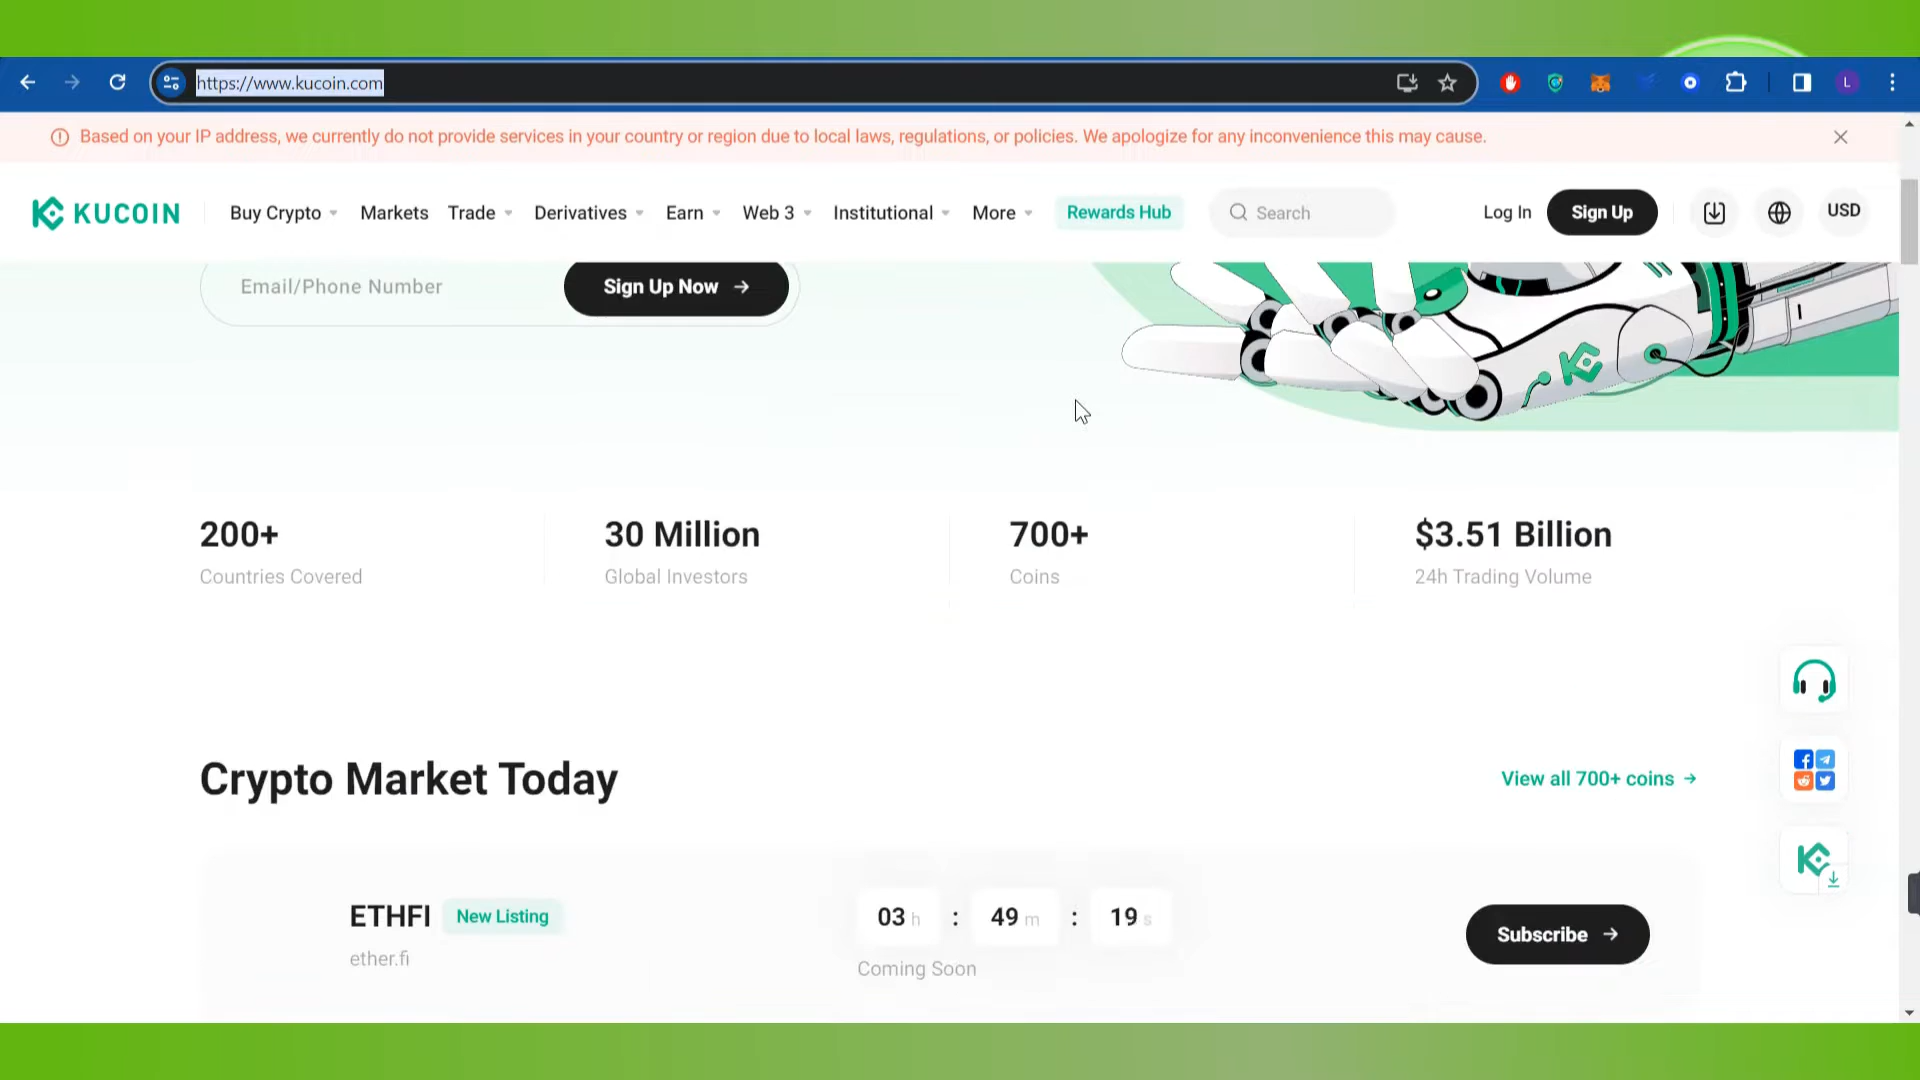 https://www.kucoin.com
L
Based on your IP address, we currently do not provide services in your country or region due to local laws, regulations, or policies. We apologize for any inconvenience this may cause.
KUCOIN
Buy Crypto
Markets
Trade
Derivatives
Earn
Web 3
Institutional
More
Rewards Hub
Search
Log In
Sign Up
USD
Email/Phone Number
Sign Up Now
200+
Countries Covered
30 Million
Global Investors
700+
Coins
$3.51 Billion
24h Trading Volume
Crypto Market Today
View all 700+ coins
ETHFI
New Listing
ether.fi
03 h : 49 m : 19 s
Coming Soon
Subscribe